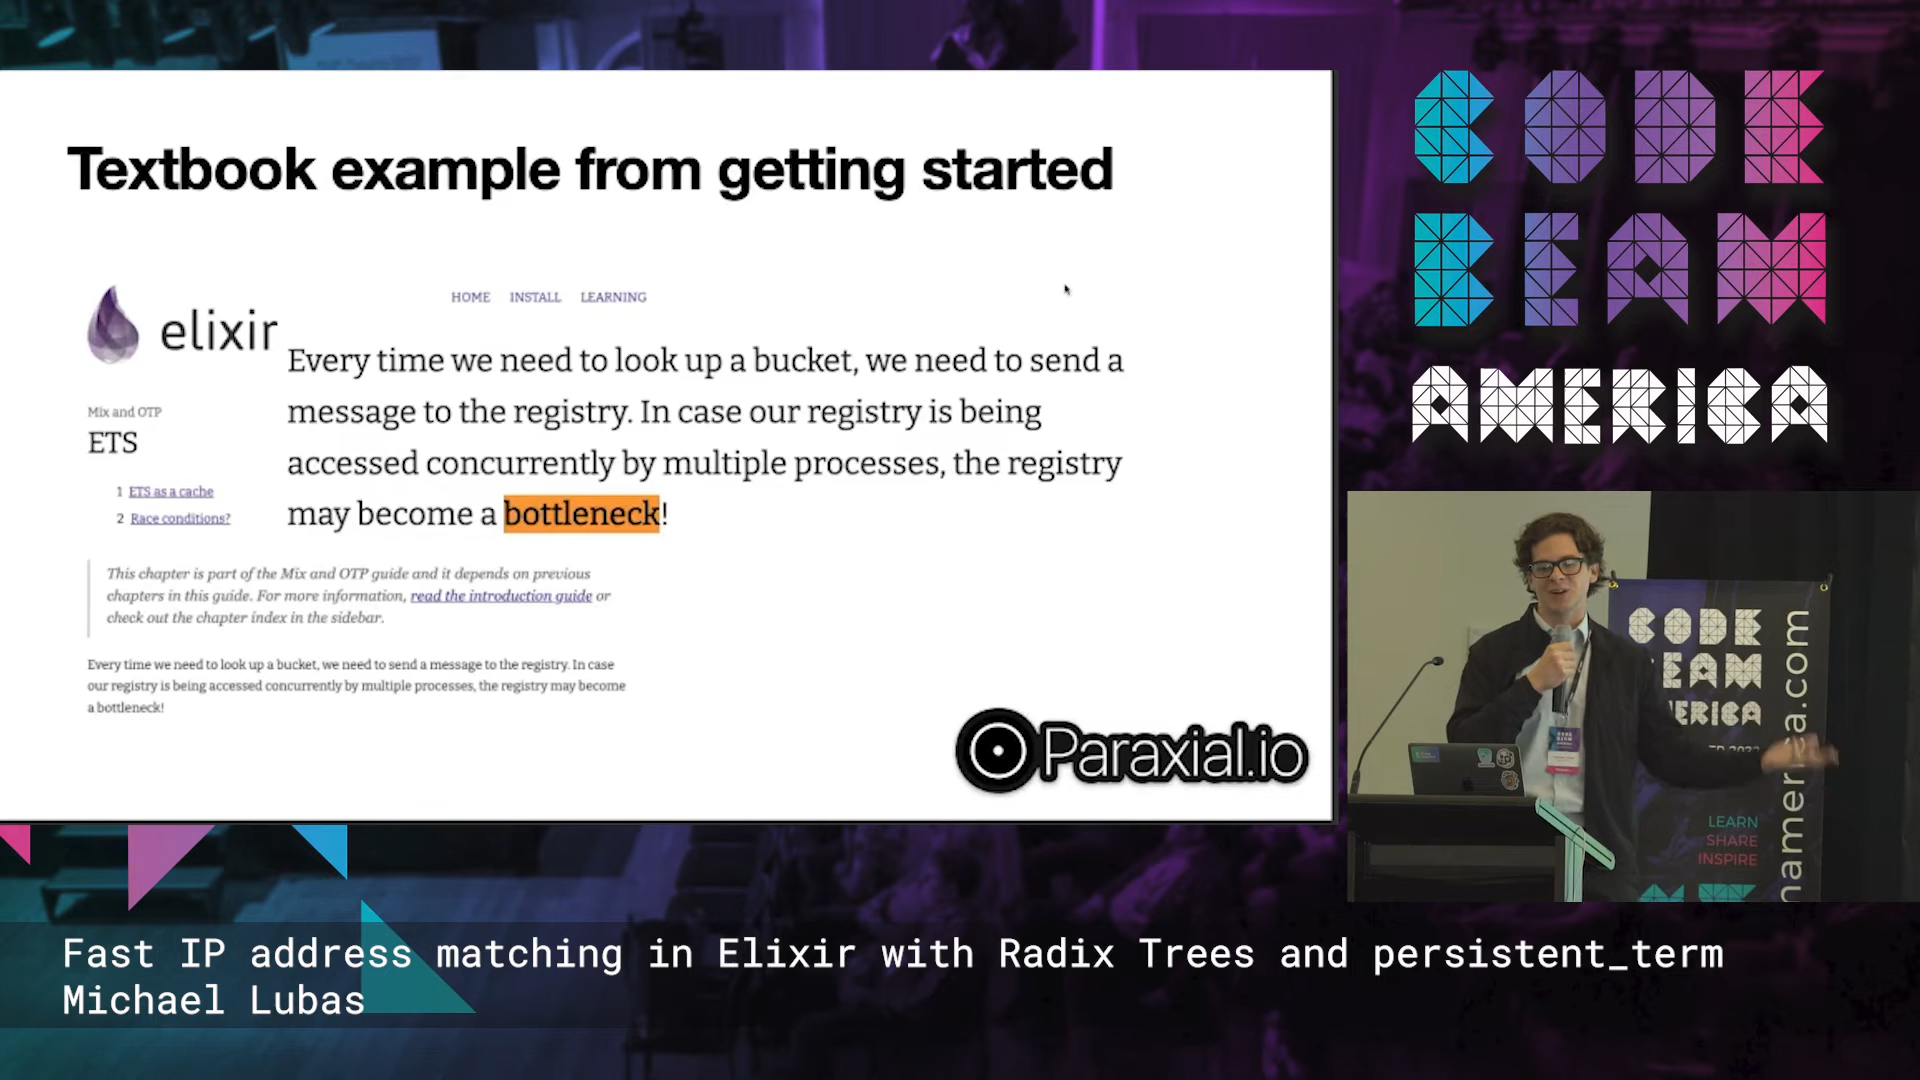 Textbook example from getting started
elixir
HOME INSTALL LEARNING
Every time we need to look up a bucket, we need to send a
message to the registry. In case our registry is being
accessed concurrently by multiple processes, the registry
may become a bottleneck!
Mix and OTP
ETS
1 ETS as a cache
2 Race conditions?
This chapter is part of the Mix and OTP guide and it depends on previous
chapters in this guide. For more information, read the introduction guide or
check out the chapter index in the sidebar.
Every time we need to look up a bucket, we need to send a message to the registry. In case
our registry is being accessed concurrently by multiple processes, the registry may become
a bottleneck!
Paraxial.io
CODE
BEAM
AMERICA
CODE
LEARN
SHARE
INSPIRE
Fast IP address matching in Elixir with Radix Trees and persistent_term
Michael Lubas